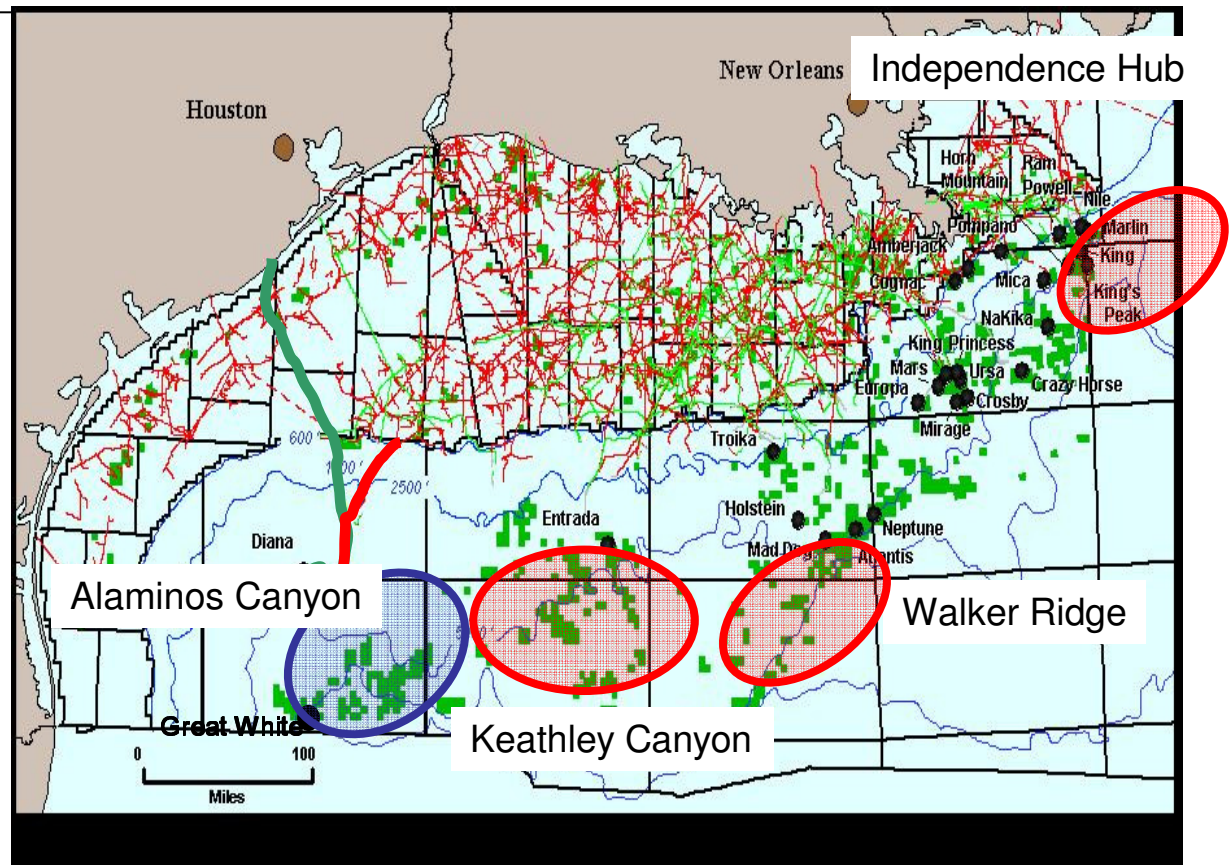 Independence Hub
New Orleans
Houston
Horn
Mountain
Ram
Powell
Nile
Marlin
Pompano
Amberjack
King
Cognac
Mica
King's
Peak
NaKika
King Princess
Mars
Ursa
Crazy Horse
Europa
Crosby
Mirage
600'
Troika
2500'
Entrada
Holstein
Neptune
Diana
Mad Dog
Atlantis
Alaminos Canyon
Walker Ridge
Great White
Keathley Canyon
0 100
Miles